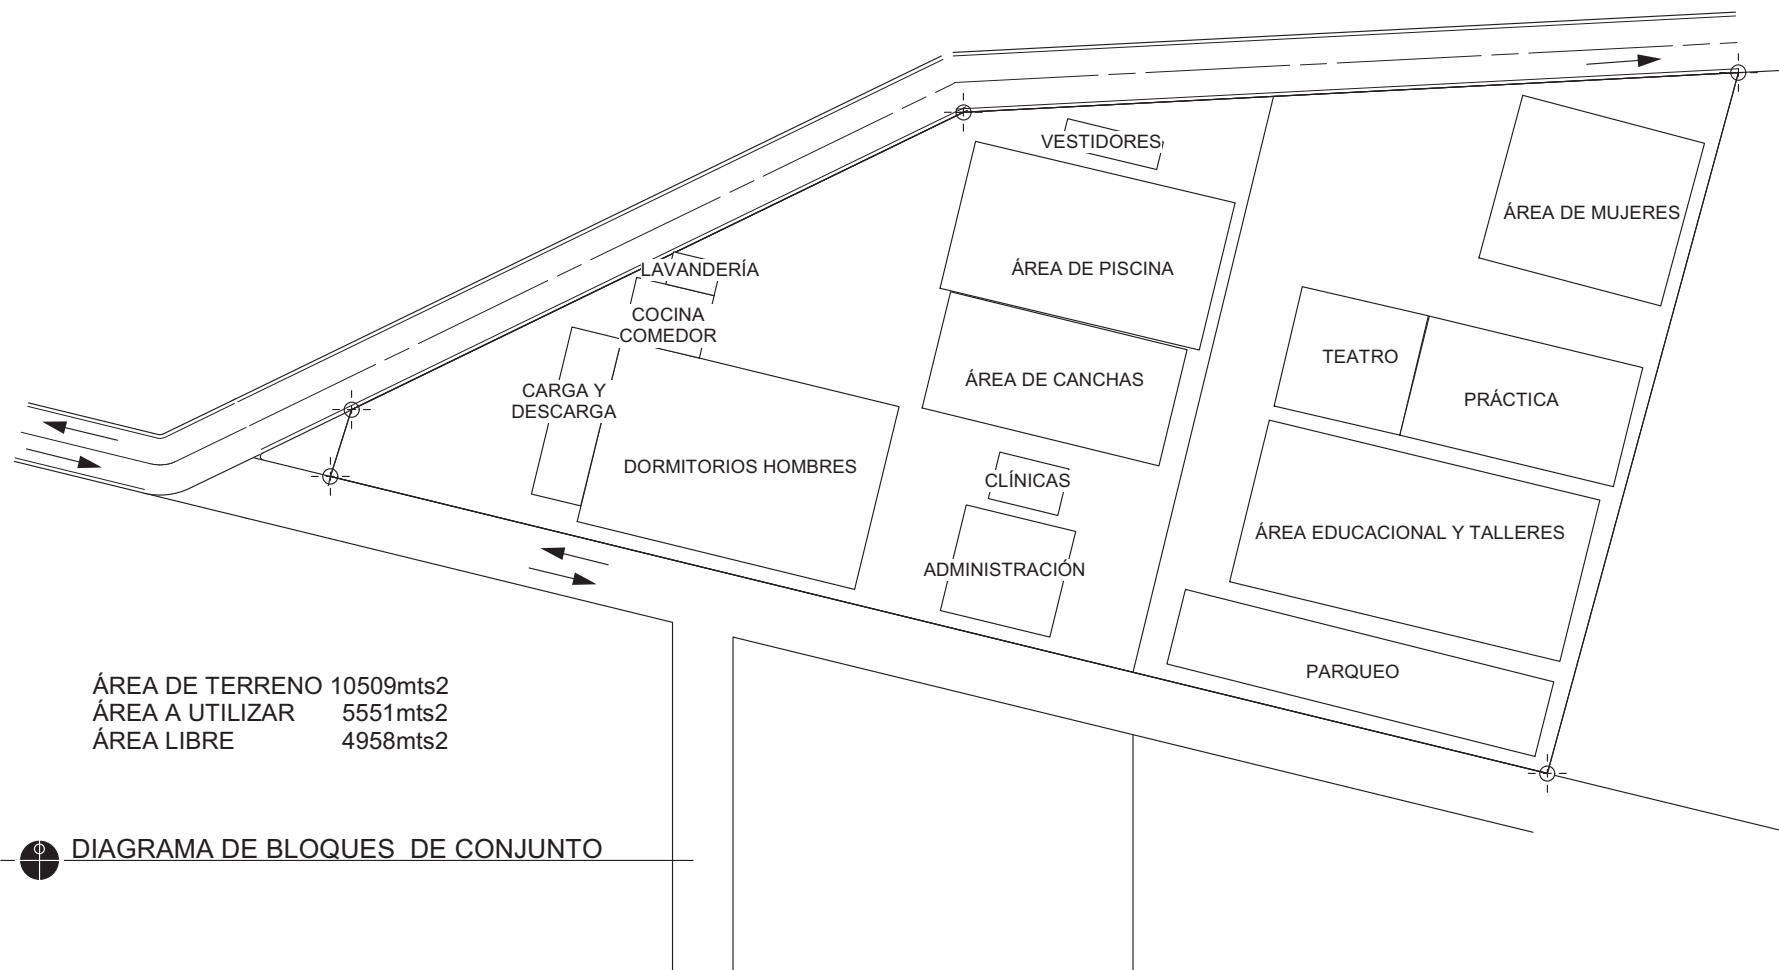 VESTIDORES
ÁREA DE MUJERES
ÁREA DE PISCINA
LAVANDERÍA
COCINA
COMEDOR
TEATRO
ÁREA DE CANCHAS
CARGA Y
DESCARGA
PRÁCTICA
DORMITORIOS HOMBRES
CLÍNICAS
ÁREA EDUCACIONAL Y TALLERES
ADMINISTRACIÓN
PARQUEO
ÁREA DE TERRENO 10509mts2
ÁREA A UTILIZAR 5551mts2
ÁREA LIBRE 4958mts2
DIAGRAMA DE BLOQUES DE CONJUNTO